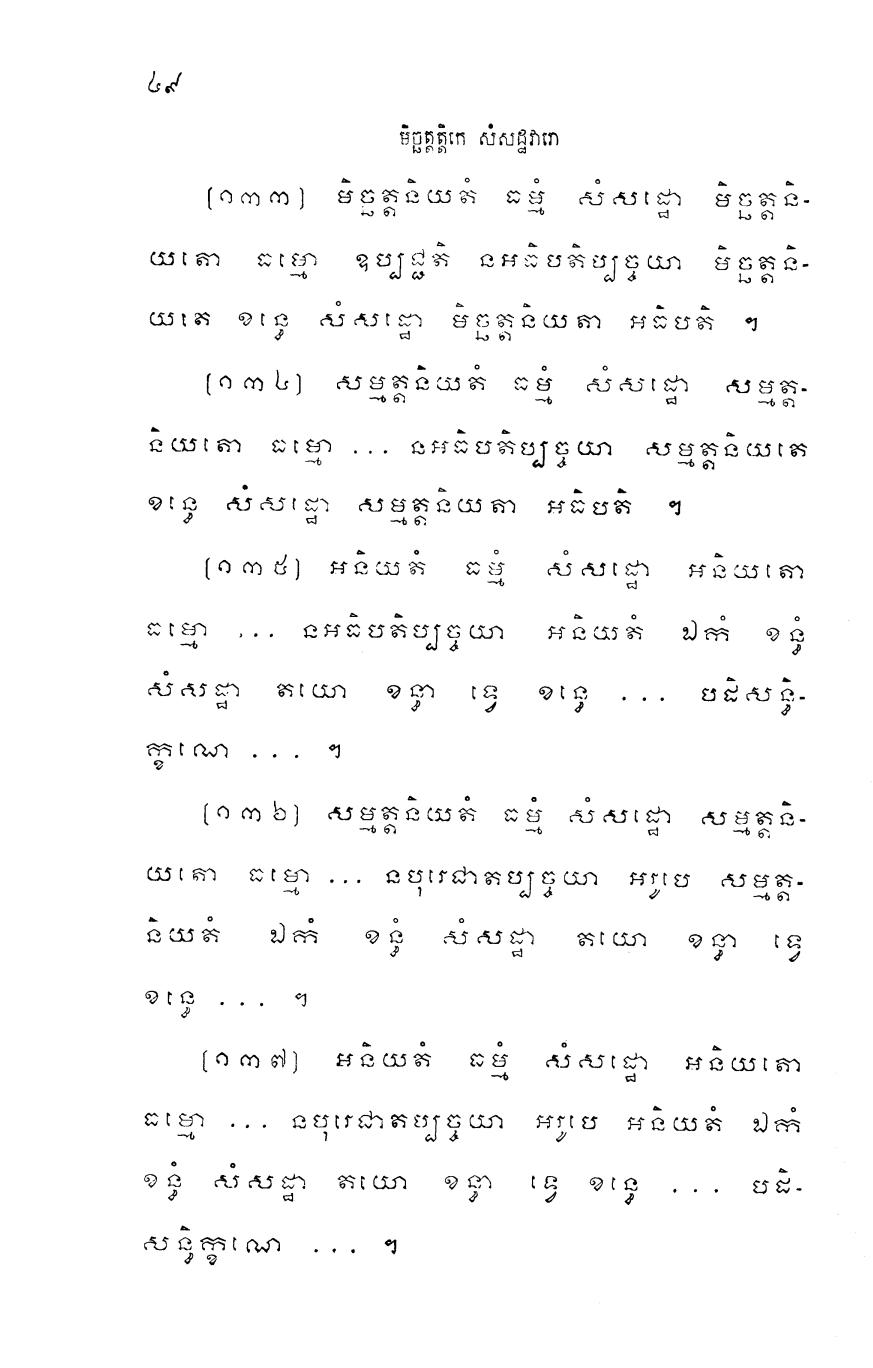 ៤៩
មិច្ឆត្តត្តិកេ សំសដ្ឋវារោ
[១៣៣] មិច្ឆត្តនិយតំ ធម្មំ សំសដ្ឋោ មិច្ឆត្តនិ-
យតោ ធម្មោ ឧប្បជ្ជតិ នអធិបតិប្បច្ចយា មិច្ឆត្តនិ-
យតេ ខន្ធេ សំសដ្ឋោ មិច្ឆត្តនិយតា អធិបតិ ។
[១៣៤] សម្មត្តនិយតំ ធម្មំ សំសដ្ឋោ សម្មត្ត-
និយតោ ធម្មោ ... នអធិបតិប្បច្ចយា សម្មត្តនិយតេ
ខន្ធេ សំសដ្ឋោ សម្មត្តនិយតា អធិបតិ ។
[១៣៥] អនិយតំ ធម្មំ សំសដ្ឋោ អនិយតោ
ធម្មោ ... នអធិបតិប្បច្ចយា អនិយតំ ឯកំ ខន្ធំ
សំសដ្ឋា តយោ ខន្ធា ទ្វេ ខន្ធេ ... បដិសន្ធិ-
ក្ខណេ ... ។
[១៣៦] សម្មត្តនិយតំ ធម្មំ សំសដ្ឋោ សម្មត្តនិ-
យតោ ធម្មោ ... នបុរេជាតប្បច្ចយា អរូបេ សម្មត្ត-
និយតំ ឯកំ ខន្ធំ សំសដ្ឋា តយោ ខន្ធា ទ្វេ
ខន្ធេ ... ។
[១៣៧] អនិយតំ ធម្មំ សំសដ្ឋោ អនិយតោ
ធម្មោ ... នបុរេជាតប្បច្ចយា អរូបេ អនិយតំ ឯកំ
ខន្ធំ សំសដ្ឋា តយោ ខន្ធា ទ្វេ ខន្ធេ ... បដិ-
សន្ធិក្ខណេ ... ។